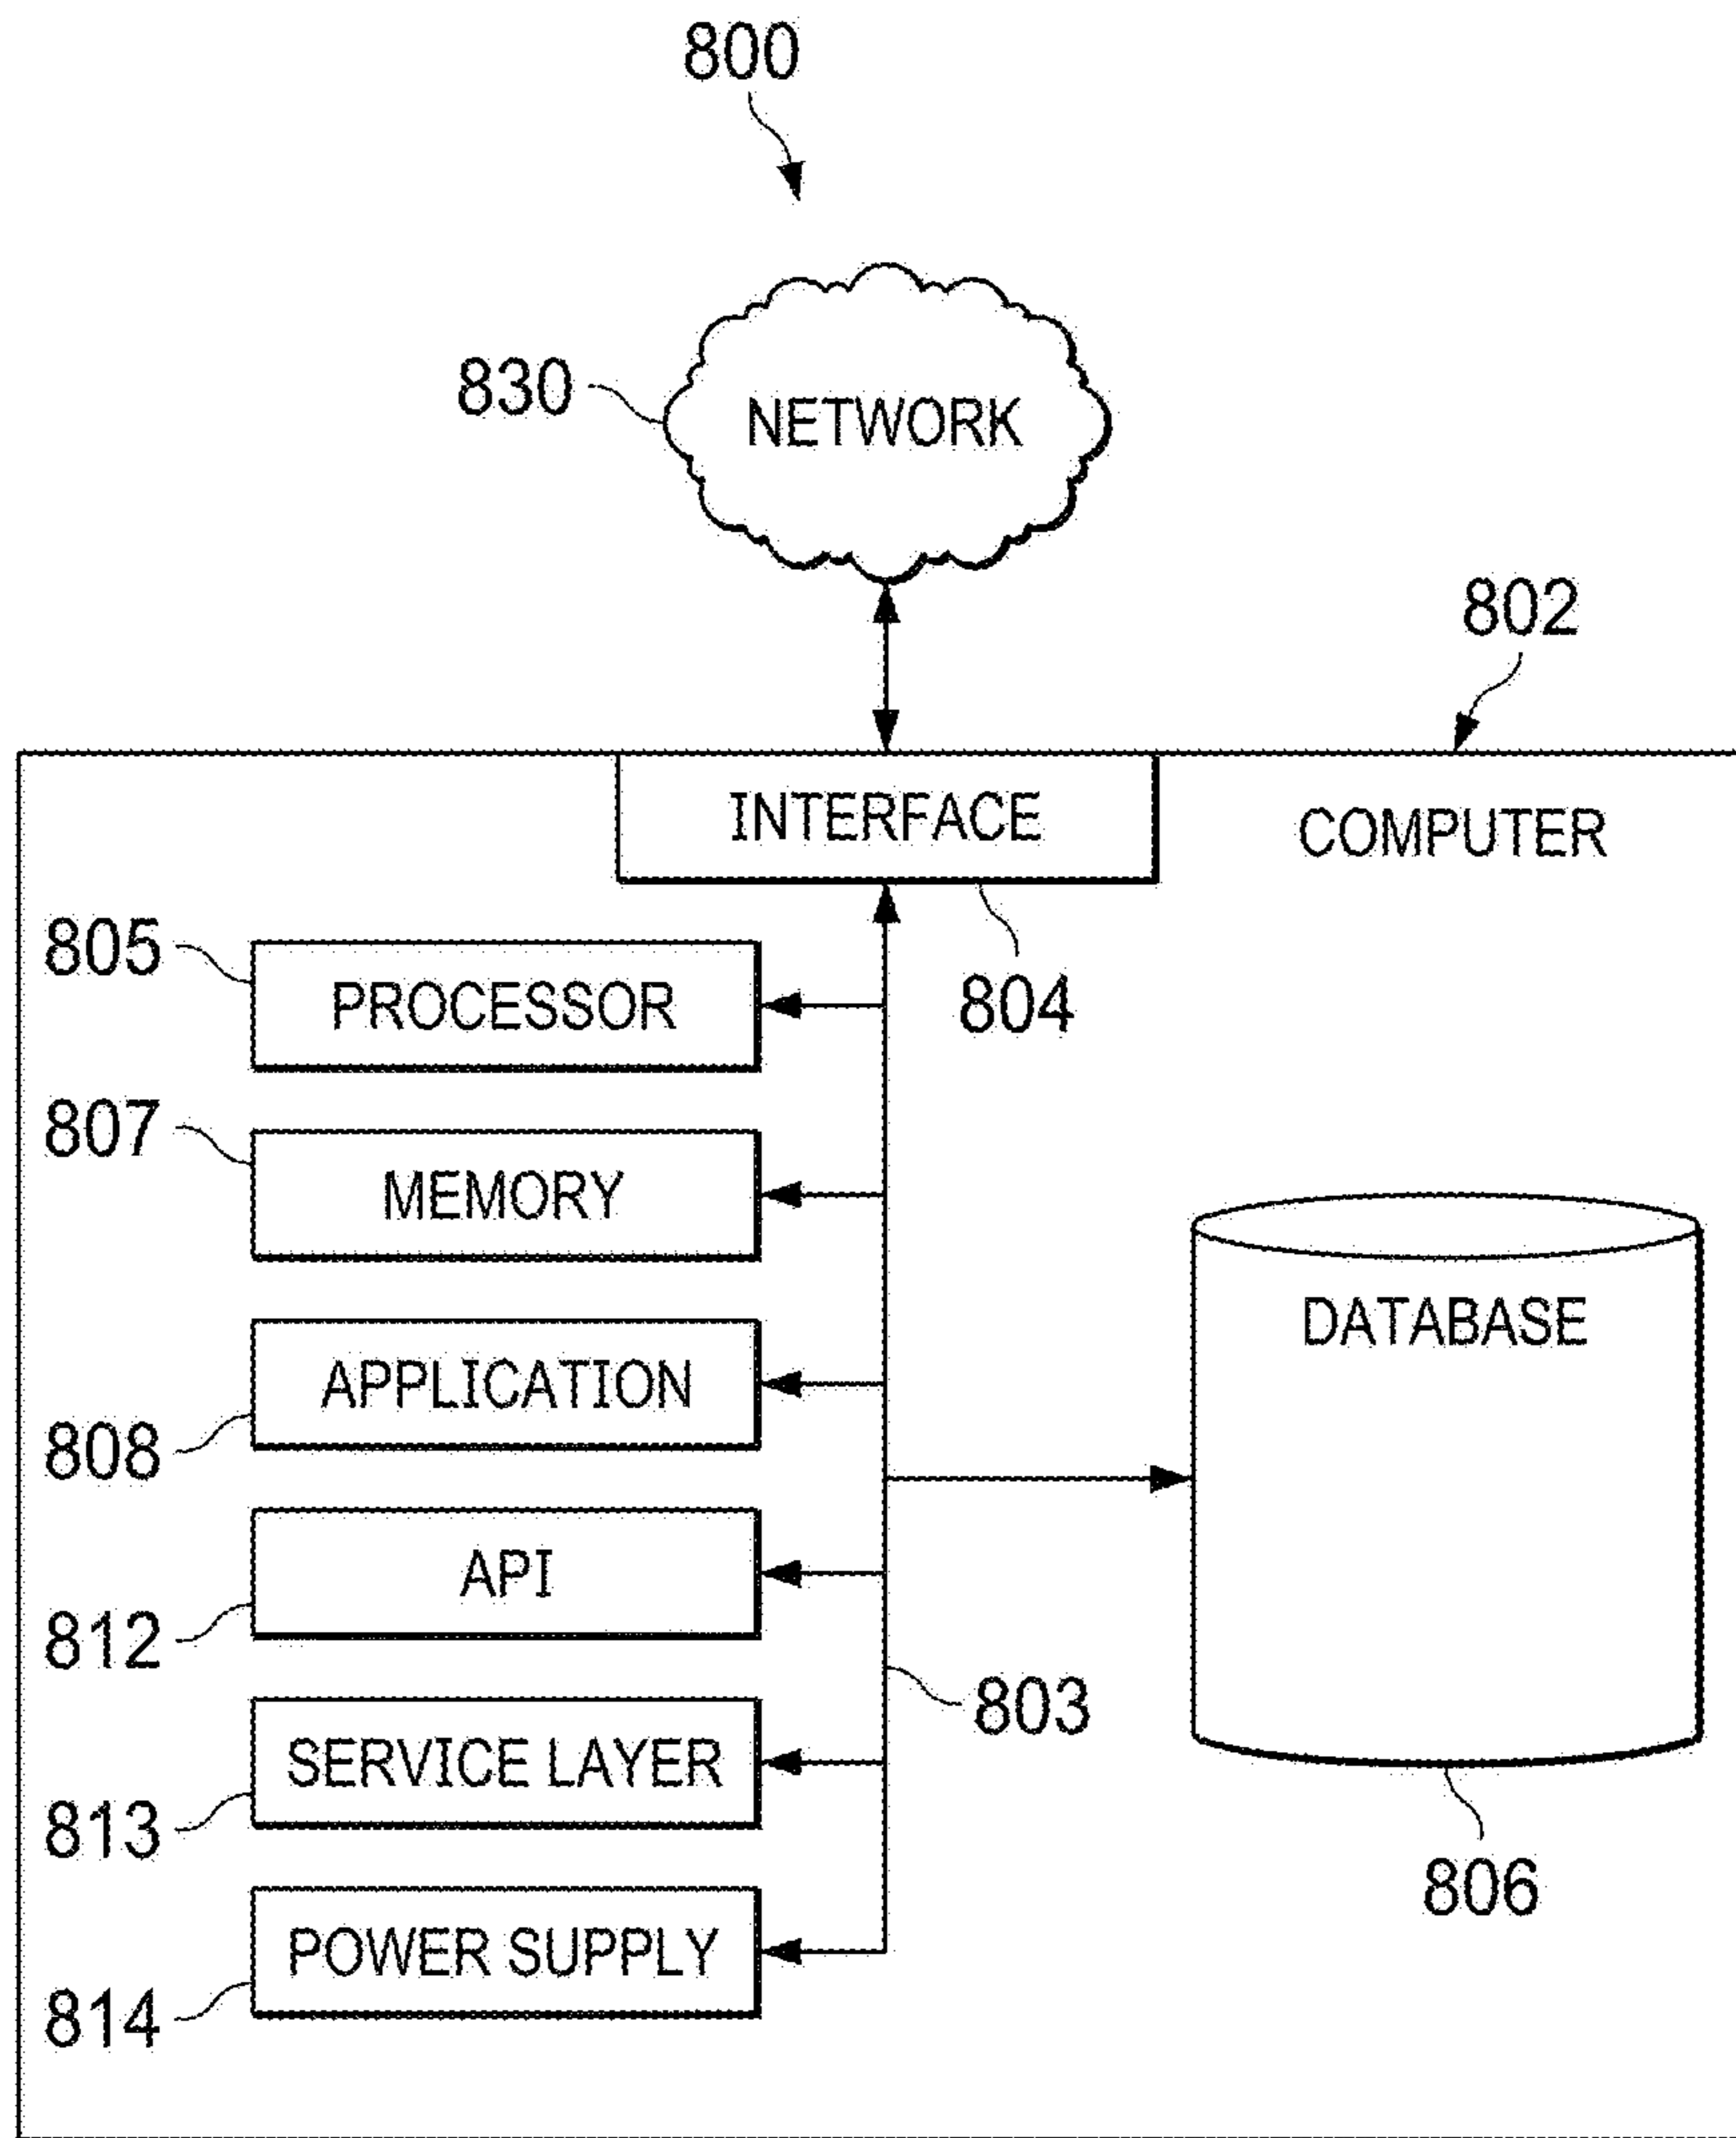 800
830
NETWORK
802
INTERFACE
COMPUTER
805
PROCESSOR
804
807
MEMORY
DATABASE
APPLICATION
808
API
812
803
SERVICE LAYER
813
806
POWER SUPPLY
814